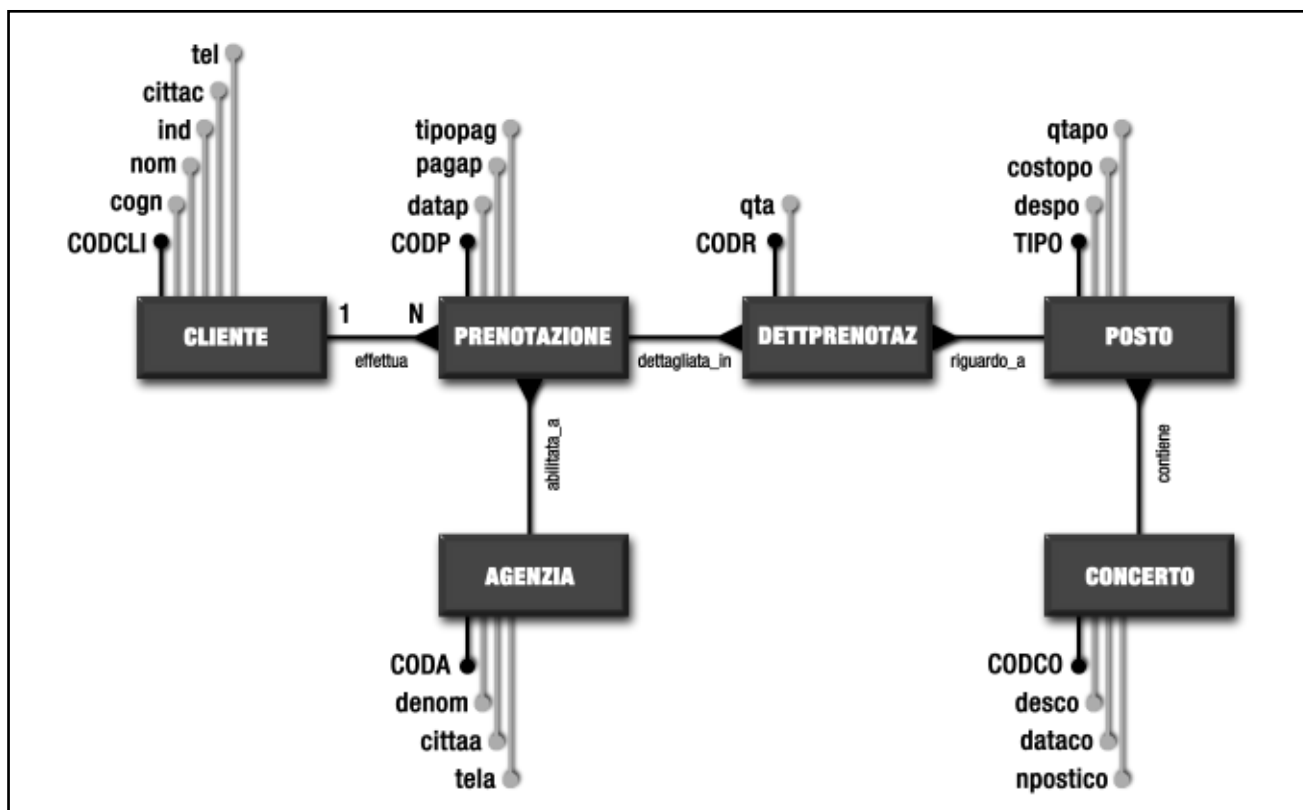 tel
cittac
ind
nom
cogn
CODCLI
tipopag
pagap
datap
CODP
qta
CODR
qtapo
costopo
despo
TIPO
CLIENTE
1
N
effettua
PRENOTAZIONE
dettagliata_in
DETTPRENOTAZ
riguardo_a
POSTO
abilitata_a
contiene
AGENZIA
CONCERTO
CODA
denom
cittaa
tela
CODCO
desco
dataco
npostico